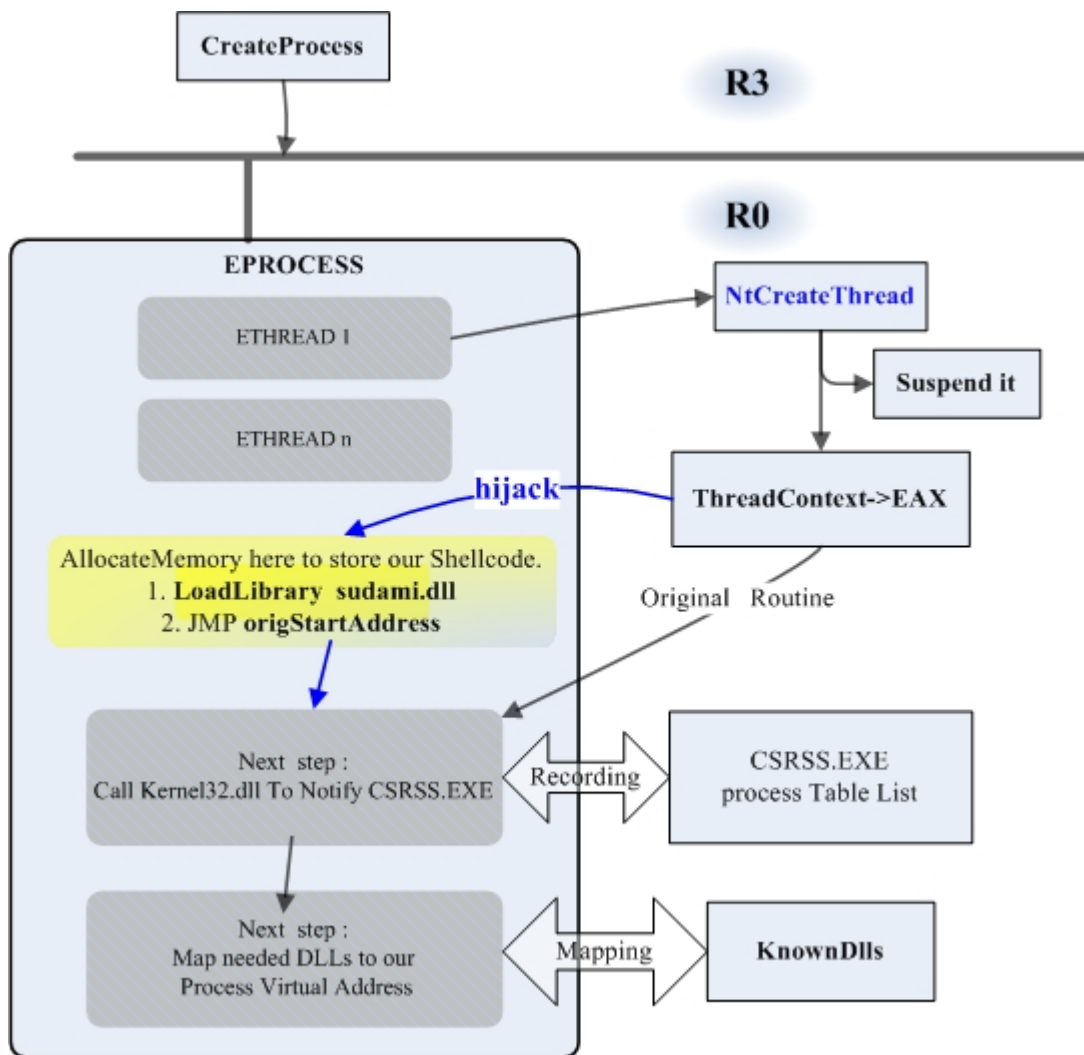 CreateProcess
R3
R0
EPROCESS
ETHREAD 1
NtCreateThread
Suspend it
ETHREAD n
hijack
ThreadContext->EAX
AllocateMemory here to store our Shellcode.
1. LoadLibrary sudami.dll
2. JMP origStartAddress
Original Routine
Next step :
Call Kernel32.dll To Notify CSRSS.EXE
Recording
CSRSS.EXE
process Table List
Next step :
Map needed DLLs to our
Process Virtual Address
Mapping
KnownDlls